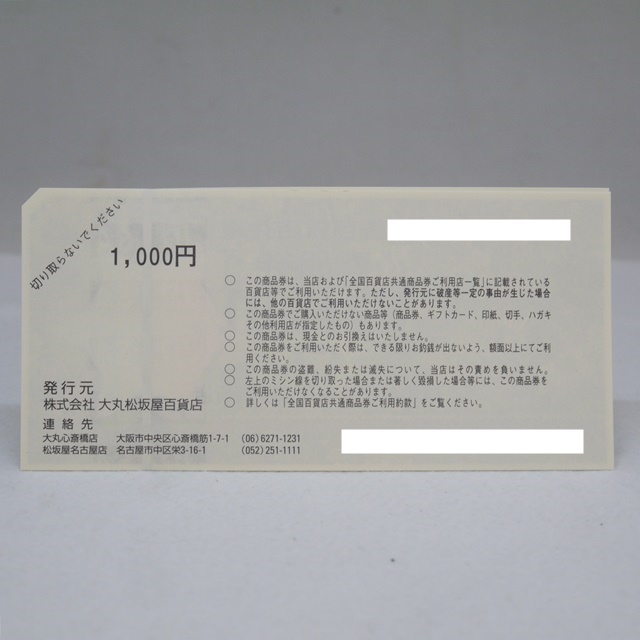 切り取らないでください
1,000円
○ この商品券は、当店および「全国百貨店共通商品券ご利用店一覧」に記載されている
百貨店等でご利用いただけます。ただし、発行元に破産等一定の事由が生じた場合
には、他の百貨店でご利用いただけないことがあります。
○ この商品券でご購入いただけない商品等(商品券、ギフトカード、印紙、切手、ハガキ
その他利用店が指定したもの)もあります。
○ この商品券は、現金とのお引換えはいたしません。
○ この商品券をご利用いただく際は、できる限りお釣銭が出ないよう、額面以上にてご利
用ください。
○ この商品券の盗難、紛失または滅失について、当店はその責めを負いません。
○ 左上のミシン線を切り取った場合または著しく毀損した場合等には、この商品券を
ご利用いただけなくなることがあります。
○ 詳しくは「全国百貨店共通商品券ご利用約款」をご覧ください。
発行元
株式会社 大丸松坂屋百貨店
連絡先
大丸心斎橋店 大阪市中央区心斎橋筋1-7-1 (06)6271-1231
松坂屋名古屋店 名古屋市中区栄3-16-1 (052)251-1111